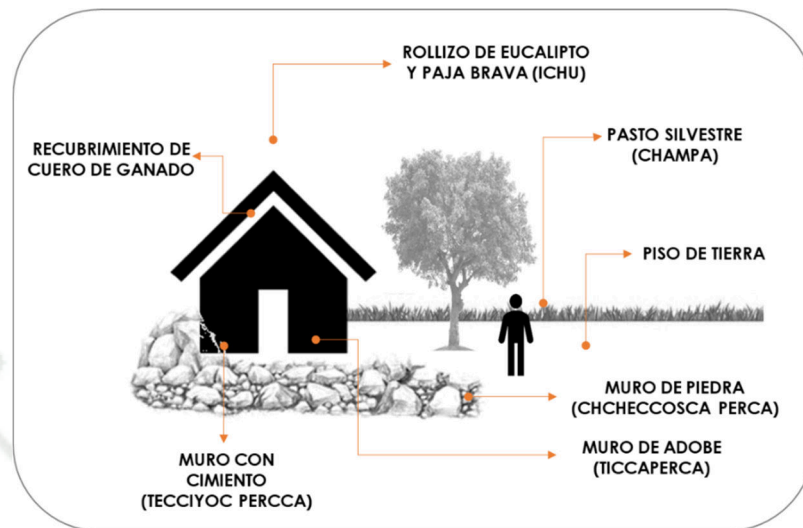 ROLLIZO DE EUCALIPTO
Y PAJA BRAVA (ICHU)
RECUBRIMIENTO DE
CUERO DE GANADO
PASTO SILVESTRE
(CHAMPA)
PISO DE TIERRA
MURO DE PIEDRA
(CHCHECCOSCA PERCA)
MURO DE ADOBE
(TICCAPERCA)
MURO CON
CIMIENTO
(TECCIYOC PERCCA)